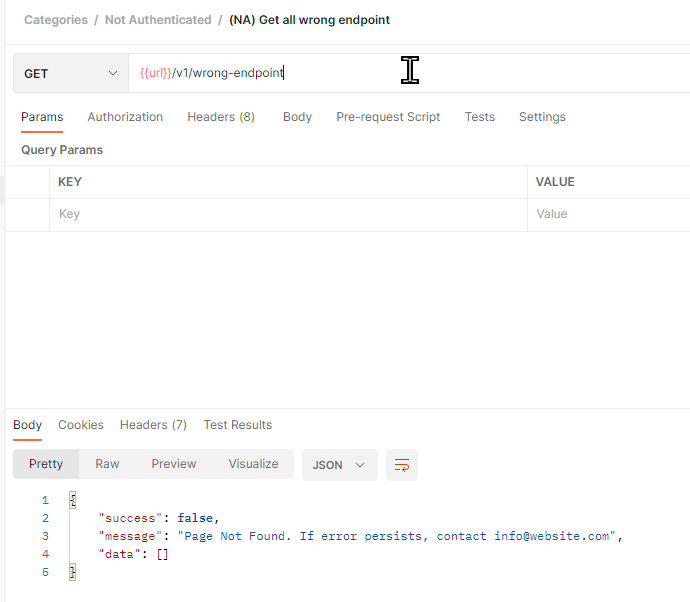 Categories / Not Authenticated / (NA) Get all wrong endpoint
GET {{url}}/v1/wrong-endpoint
Params Authorization Headers (8) Body Pre-request Script Tests Settings
Query Params
KEY VALUE
Key Value
Body Cookies Headers (7) Test Results
Pretty Raw Preview Visualize JSON
1 {
2 "success": false,
3 "message": "Page Not Found. If error persists, contact info@website.com",
4 "data": []
5 }